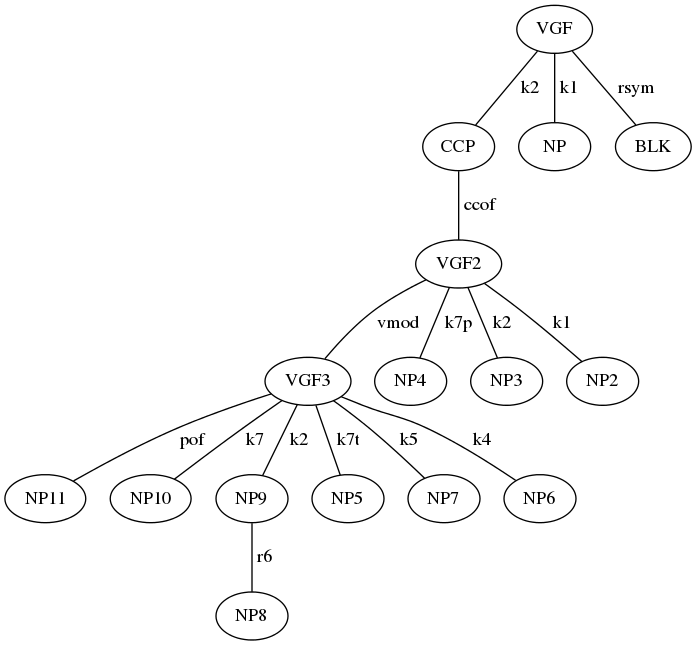 VGF
k2 k1 rsym
CCP NP BLK
ccof
VGF2
vmod k7p k2 k1
VGF3 NP4 NP3 NP2
pof k7 k2 k7t k5 k4
NP11 NP10 NP9 NP5 NP7 NP6
r6
NP8